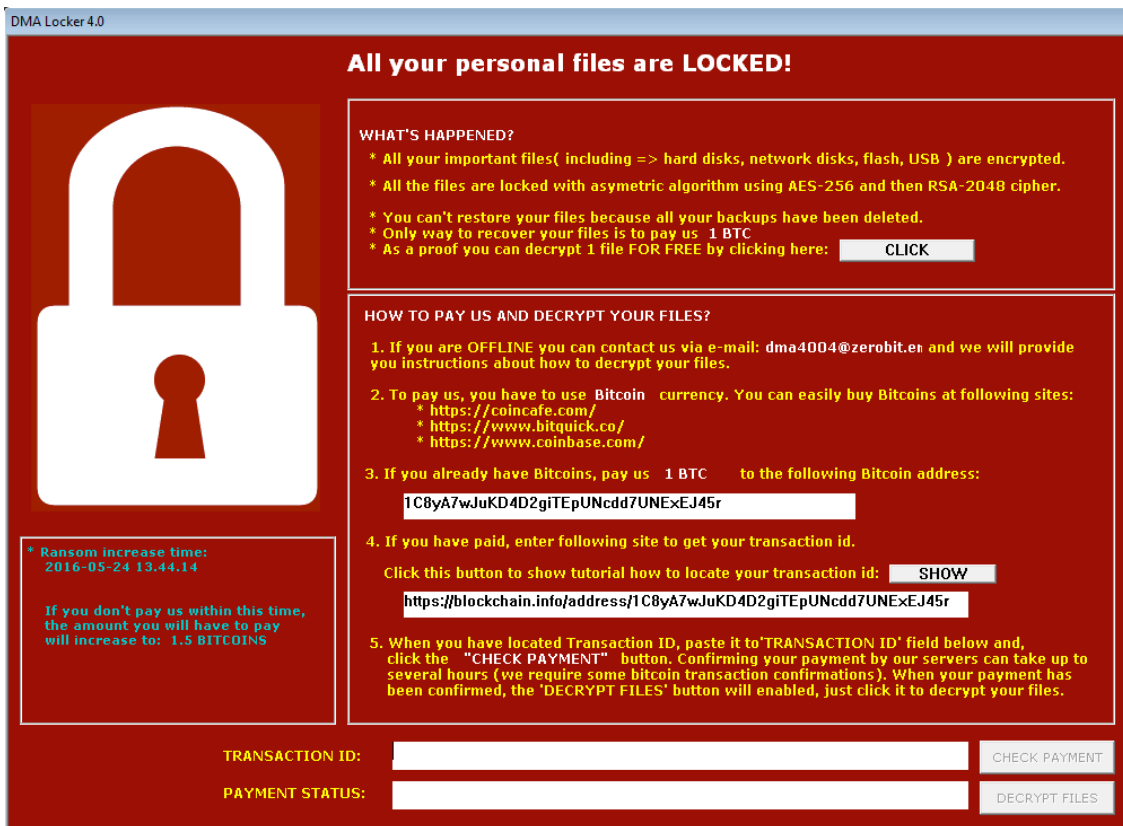 DMA Locker 4.0
All your personal files are LOCKED!
WHAT'S HAPPENED?
* All your important files( including => hard disks, network disks, flash, USB ) are encrypted.
* All the files are locked with asymetric algorithm using AES-256 and then RSA-2048 cipher.
* You can't restore your files because all your backups have been deleted.
* Only way to recover your files is to pay us 1 BTC
* As a proof you can decrypt 1 file FOR FREE by clicking here: CLICK
HOW TO PAY US AND DECRYPT YOUR FILES?
1. If you are OFFLINE you can contact us via e-mail: dma4004@zerobit.en and we will provide
you instructions about how to decrypt your files.
2. To pay us, you have to use Bitcoin currency. You can easily buy Bitcoins at following sites:
* https://coincafe.com/
* https://www.bitquick.co/
* https://www.coinbase.com/
3. If you already have Bitcoins, pay us 1 BTC to the following Bitcoin address:
1C8yA7wJuKD4D2giTEpUNcdd7UNExEJ45r
4. If you have paid, enter following site to get your transaction id.
Click this button to show tutorial how to locate your transaction id: SHOW
https://blockchain.info/address/1C8yA7wJuKD4D2giTEpUNcdd7UNExEJ45r
5. When you have located Transaction ID, paste it to'TRANSACTION ID' field below and,
click the "CHECK PAYMENT" button. Confirming your payment by our servers can take up to
several hours (we require some bitcoin transaction confirmations). When your payment has
been confirmed, the 'DECRYPT FILES' button will enabled, just click it to decrypt your files.
* Ransom increase time:
2016-05-24 13.44.14
If you don't pay us within this time,
the amount you will have to pay
will increase to: 1.5 BITCOINS
TRANSACTION ID:
CHECK PAYMENT
PAYMENT STATUS:
DECRYPT FILES